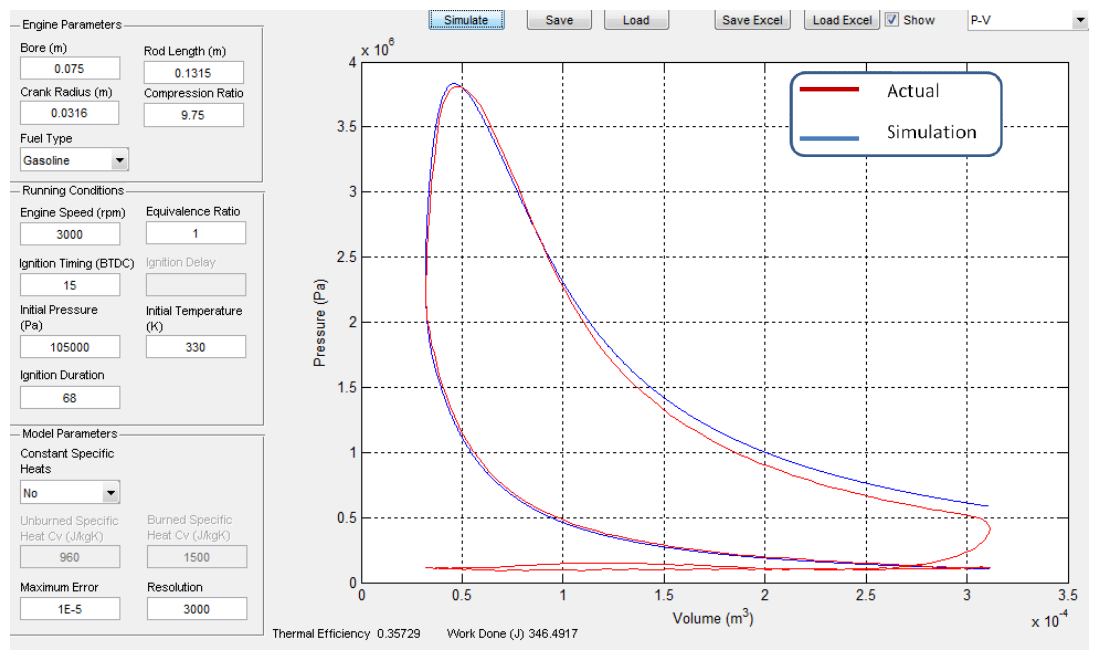 Simulate Save Load Save Excel Load Excel Show P-V
Engine Parameters
Bore (m) Rod Length (m)
0.075 0.1315
Crank Radius (m) Compression Ratio
0.0316 9.75
Fuel Type
Gasoline
Running Conditions
Engine Speed (rpm) Equivalence Ratio
3000 1
Ignition Timing (BTDC) Ignition Delay
15
Initial Pressure (Pa) Initial Temperature (K)
105000 330
Ignition Duration
68
Model Parameters
Constant Specific Heats
No
Unburned Specific Heat Cv (J/kgK) Burned Specific Heat Cv (J/kgK)
960 1500
Maximum Error Resolution
1E-5 3000
x 10^6
4
3.5
3
2.5
2
1.5
1
0.5
0
Pressure (Pa)
Actual
Simulation
0 0.5 1 1.5 2 2.5 3 3.5
Volume (m³)
x 10^-4
Thermal Efficiency 0.35729 Work Done (J) 346.4917